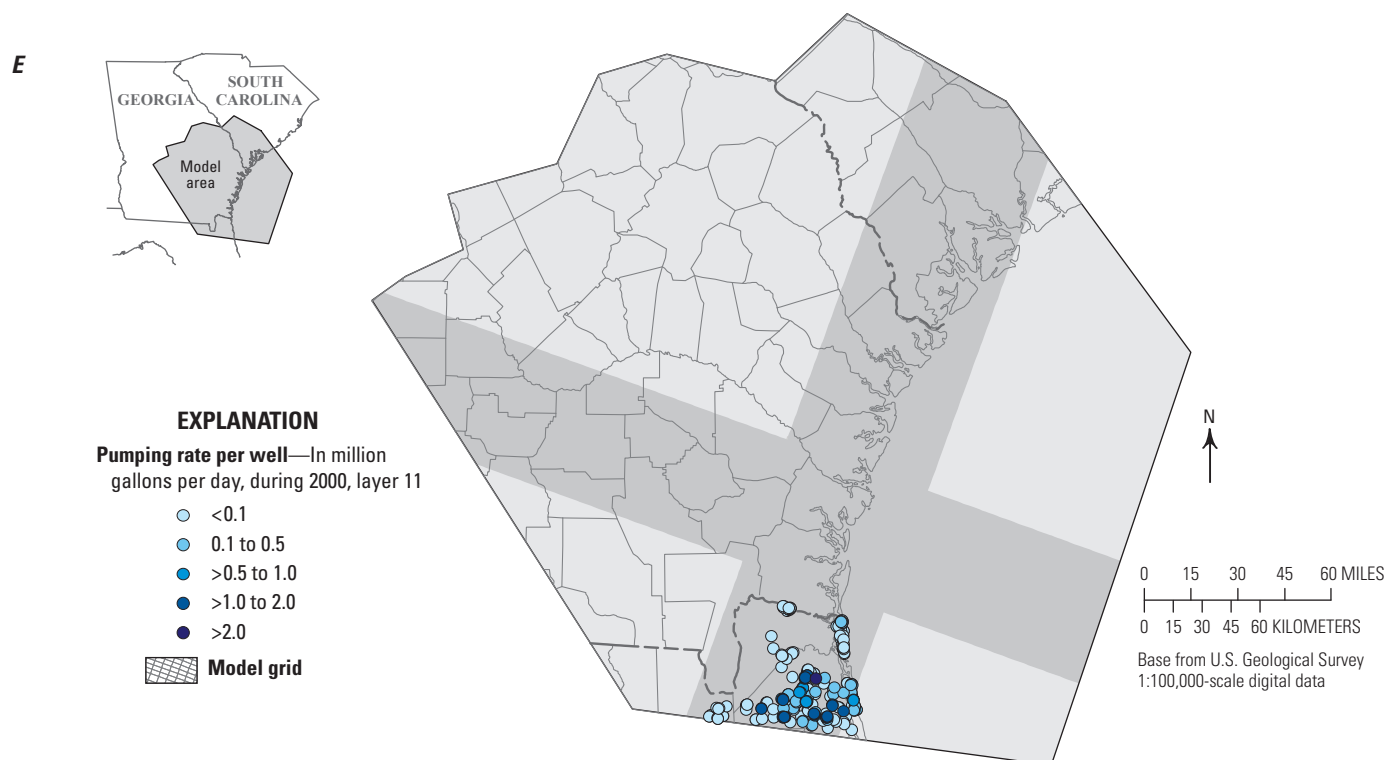 E
GEORGIA
SOUTH
CAROLINA
Model
area
EXPLANATION
Pumping rate per well—In million
gallons per day, during 2000, layer 11
<0.1
0.1 to 0.5
>0.5 to 1.0
>1.0 to 2.0
>2.0
Model grid
N
0 15 30 45 60 MILES
0 15 30 45 60 KILOMETERS
Base from U.S. Geological Survey
1:100,000-scale digital data